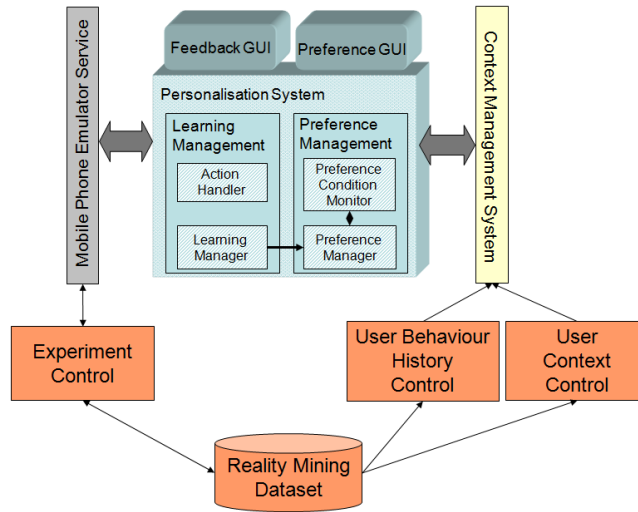 Feedback GUI
Preference GUI
Mobile Phone Emulator Service
Personalisation System
Learning
Management
Action
Handler
Learning
Manager
Preference
Management
Preference
Condition
Monitor
Preference
Manager
Context Management System
Experiment
Control
User Behaviour
History
Control
User
Context
Control
Reality Mining
Dataset